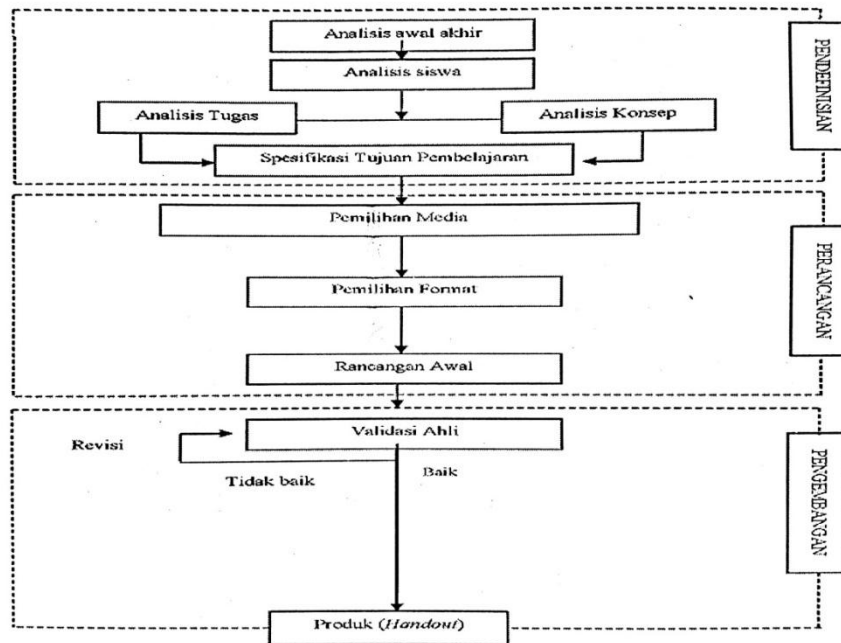 Analisis awal akhir
Analisis siswa
Analisis Tugas
Analisis Konsep
Spesifikasi Tujuan Pembelajaran
PENDEFINISIAN
Pemilihan Media
Pemilihan Format
Rancangan Awal
PERANCANGAN
Validasi Ahli
Revisi
Tidak baik
Baik
PENGEMBANGAN
Produk (Handout)